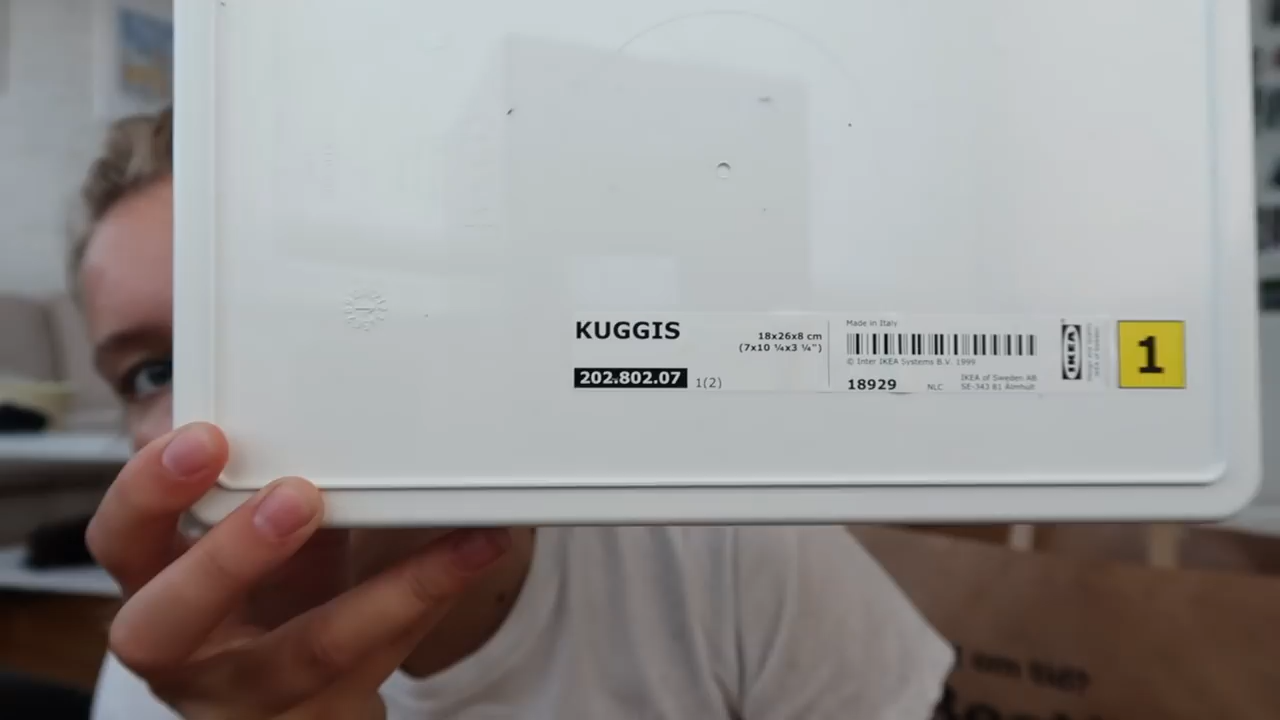 KUGGIS
18x26x8 cm
(7x10 ¼x3 ¼")
202.802.07 1(2)
Made in Italy
© Inter IKEA Systems B.V. 1999
18929 NLC
IKEA of Sweden AB
SE-343 81 Älmhult
IKEA
1